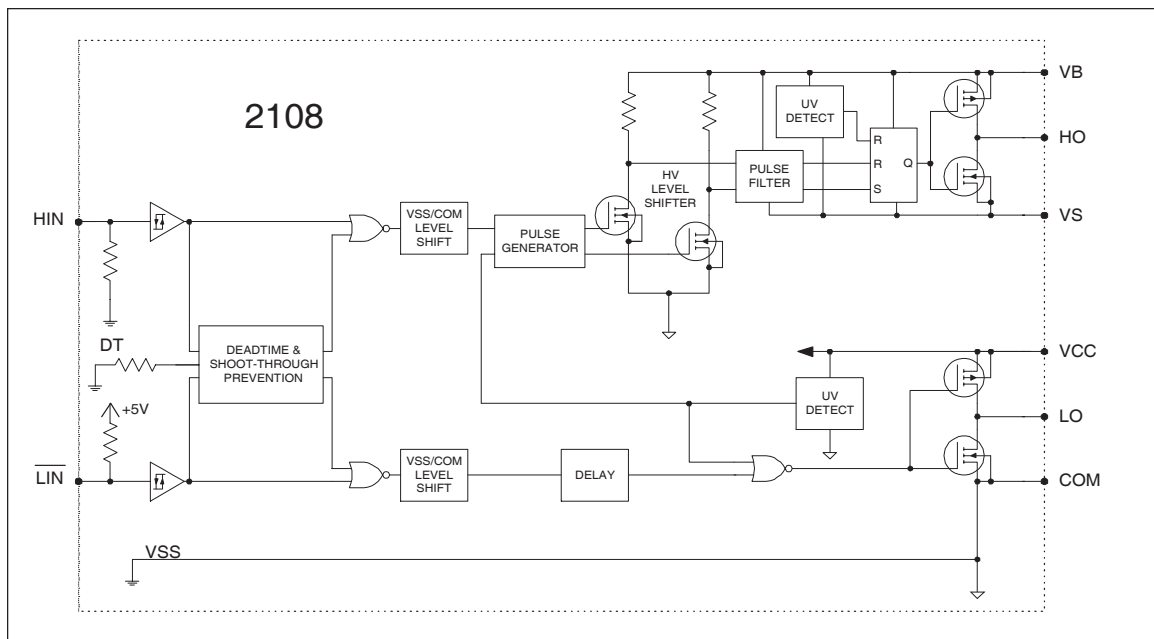 2108
VB
UV
DETECT
R
HO
R
Q
PULSE
FILTER
S
HV
LEVEL
SHIFTER
VS
HIN
VSS/COM
LEVEL
SHIFT
PULSE
GENERATOR
DT
DEADTIME &
SHOOT-THROUGH
PREVENTION
VCC
UV
DETECT
+5V
LO
LIN
VSS/COM
LEVEL
SHIFT
DELAY
COM
VSS